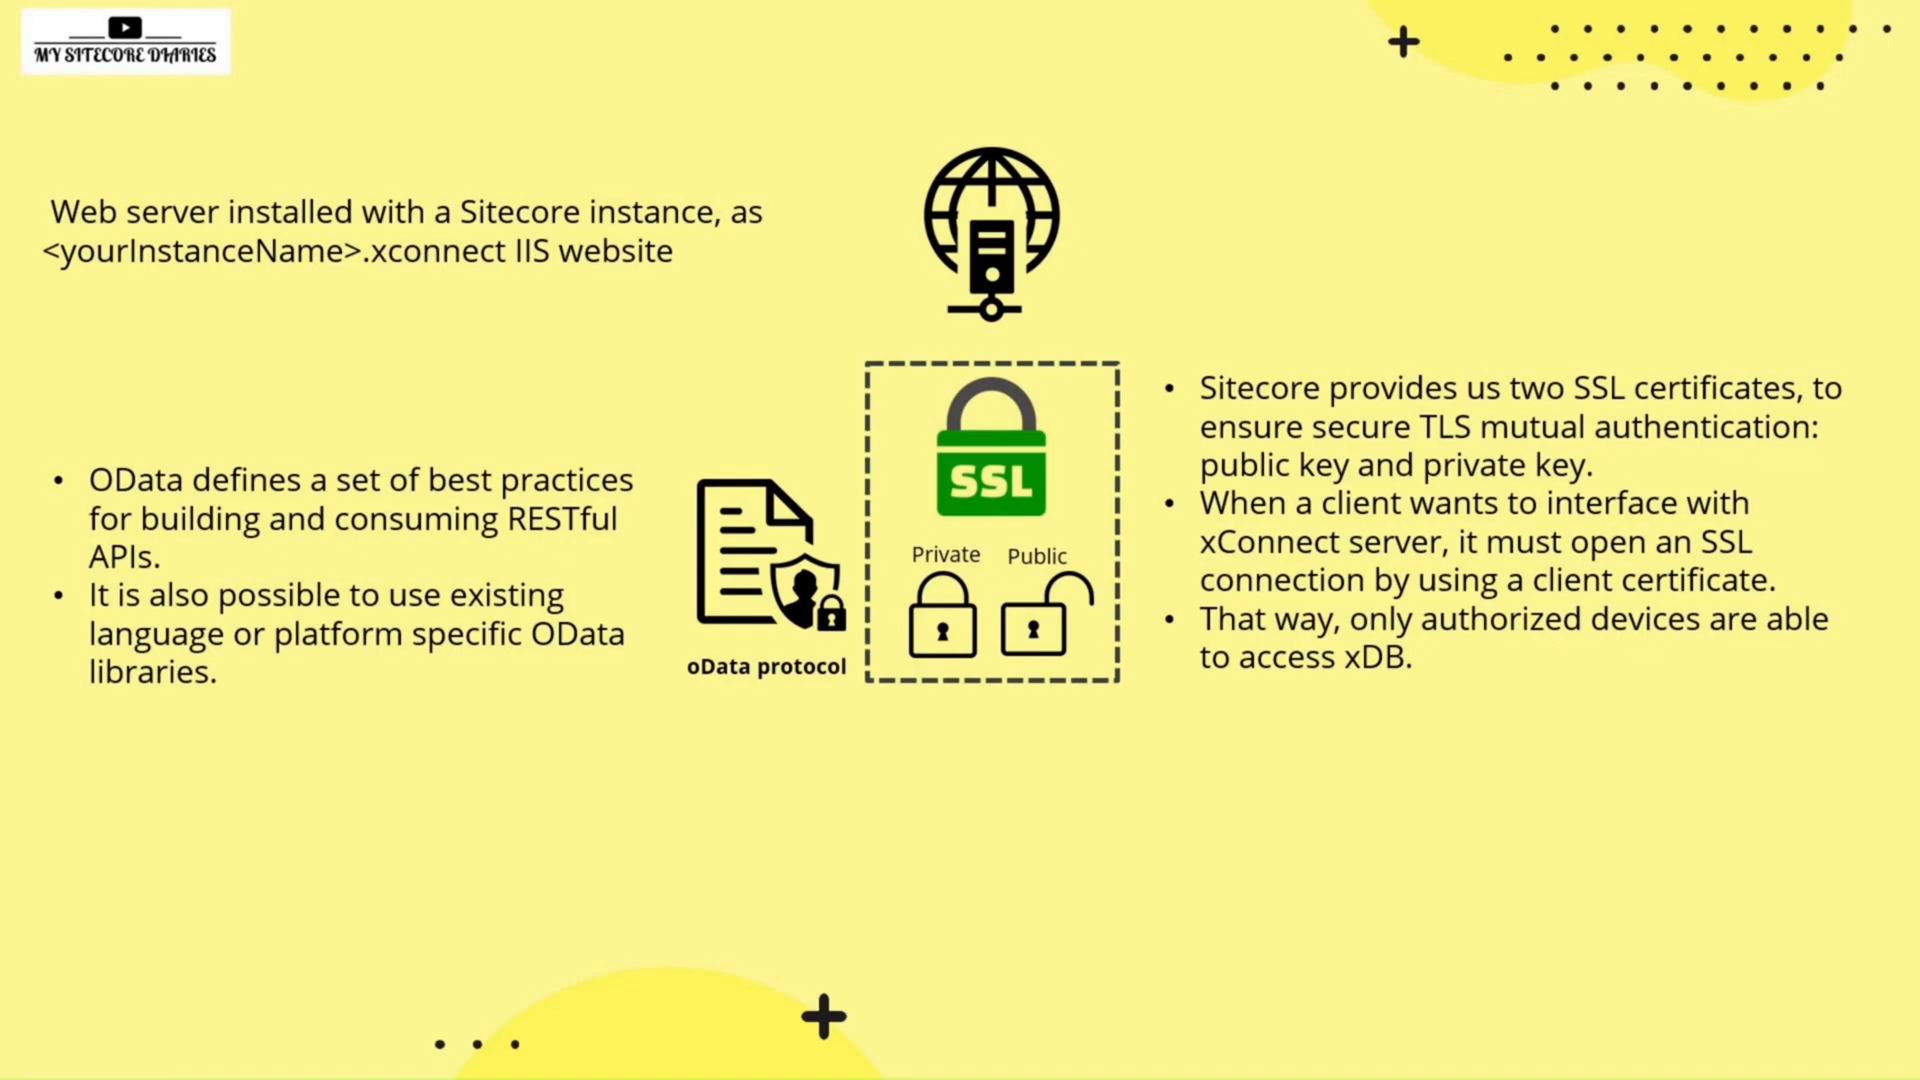 MY SITECORE DIARIES
Web server installed with a Sitecore instance, as
<yourInstanceName>.xconnect IIS website
• OData defines a set of best practices
for building and consuming RESTful
APIs.
• It is also possible to use existing
language or platform specific OData
libraries.
oData protocol
SSL
Private Public
• Sitecore provides us two SSL certificates, to
ensure secure TLS mutual authentication:
public key and private key.
• When a client wants to interface with
xConnect server, it must open an SSL
connection by using a client certificate.
• That way, only authorized devices are able
to access xDB.